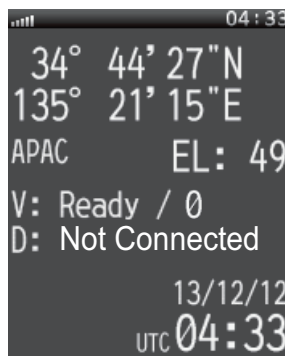 04:33
34° 44’ 27"N
135° 21’ 15"E
APAC EL: 49
V: Ready / 0
D: Not Connected
13/12/12
UTC 04:33